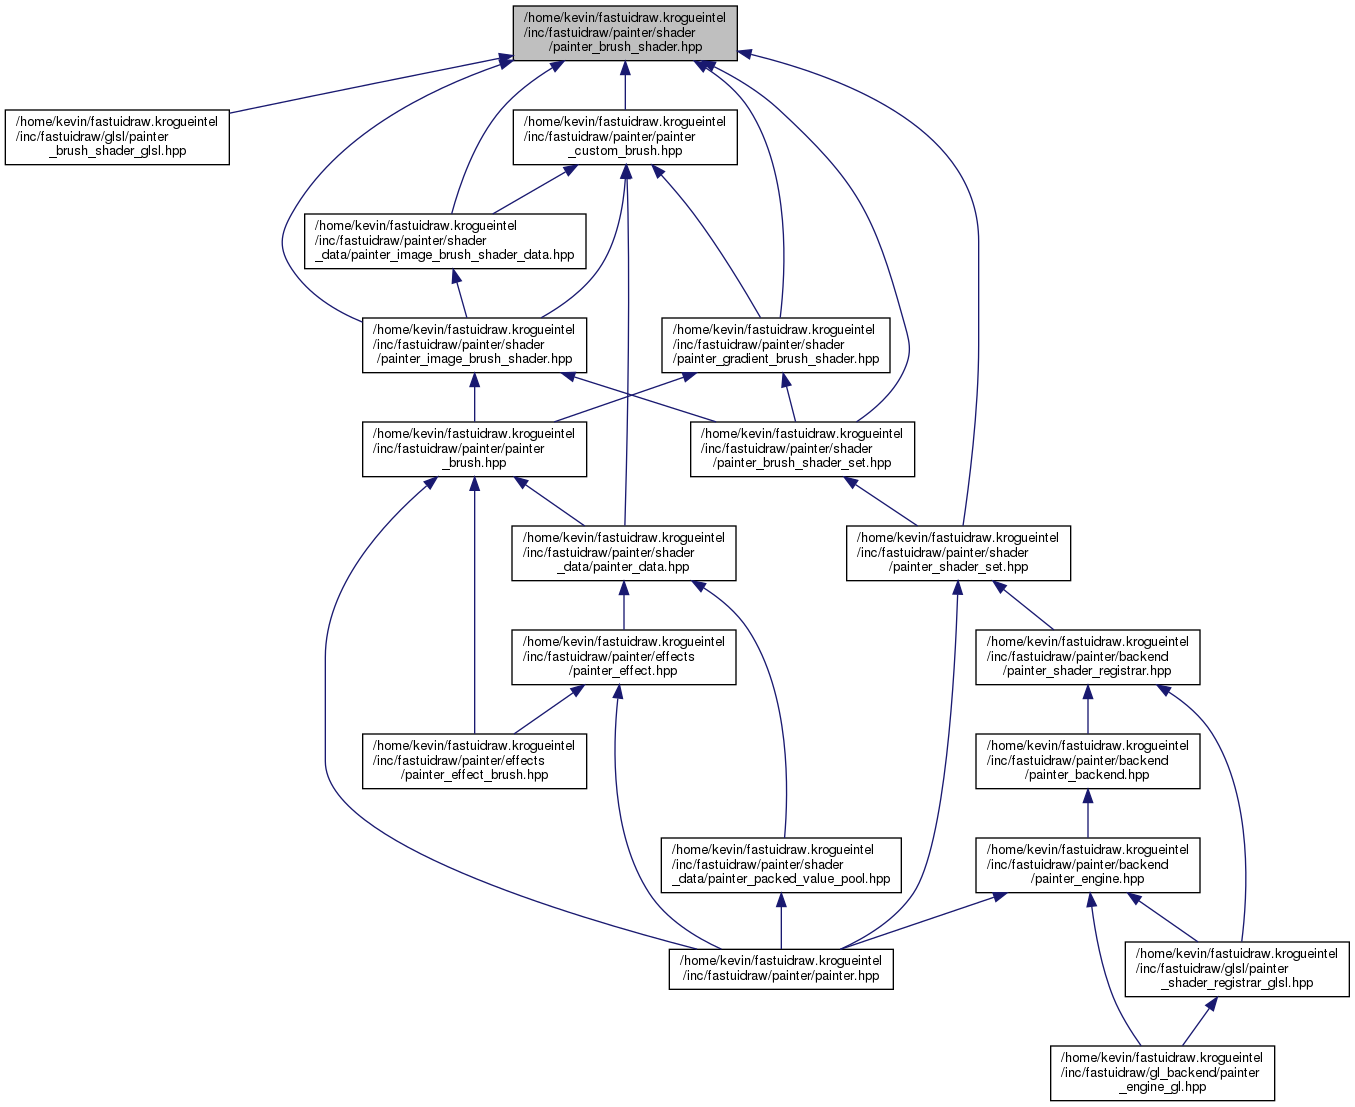 /home/kevin/fastuidraw.krogueintel
/inc/fastuidraw/painter/shader
/painter_brush_shader.hpp
/home/kevin/fastuidraw.krogueintel
/inc/fastuidraw/glsl/painter
_brush_shader_glsl.hpp
/home/kevin/fastuidraw.krogueintel
/inc/fastuidraw/painter/painter
_custom_brush.hpp
/home/kevin/fastuidraw.krogueintel
/inc/fastuidraw/painter/shader
_data/painter_image_brush_shader_data.hpp
/home/kevin/fastuidraw.krogueintel
/inc/fastuidraw/painter/shader
/painter_image_brush_shader.hpp
/home/kevin/fastuidraw.krogueintel
/inc/fastuidraw/painter/shader
/painter_gradient_brush_shader.hpp
/home/kevin/fastuidraw.krogueintel
/inc/fastuidraw/painter/painter
_brush.hpp
/home/kevin/fastuidraw.krogueintel
/inc/fastuidraw/painter/shader
/painter_brush_shader_set.hpp
/home/kevin/fastuidraw.krogueintel
/inc/fastuidraw/painter/shader
_data/painter_data.hpp
/home/kevin/fastuidraw.krogueintel
/inc/fastuidraw/painter/shader
/painter_shader_set.hpp
/home/kevin/fastuidraw.krogueintel
/inc/fastuidraw/painter/effects
/painter_effect.hpp
/home/kevin/fastuidraw.krogueintel
/inc/fastuidraw/painter/backend
/painter_shader_registrar.hpp
/home/kevin/fastuidraw.krogueintel
/inc/fastuidraw/painter/effects
/painter_effect_brush.hpp
/home/kevin/fastuidraw.krogueintel
/inc/fastuidraw/painter/backend
/painter_backend.hpp
/home/kevin/fastuidraw.krogueintel
/inc/fastuidraw/painter/shader
_data/painter_packed_value_pool.hpp
/home/kevin/fastuidraw.krogueintel
/inc/fastuidraw/painter/backend
/painter_engine.hpp
/home/kevin/fastuidraw.krogueintel
/inc/fastuidraw/painter/painter.hpp
/home/kevin/fastuidraw.krogueintel
/inc/fastuidraw/glsl/painter
_shader_registrar_glsl.hpp
/home/kevin/fastuidraw.krogueintel
/inc/fastuidraw/gl_backend/painter
_engine_gl.hpp